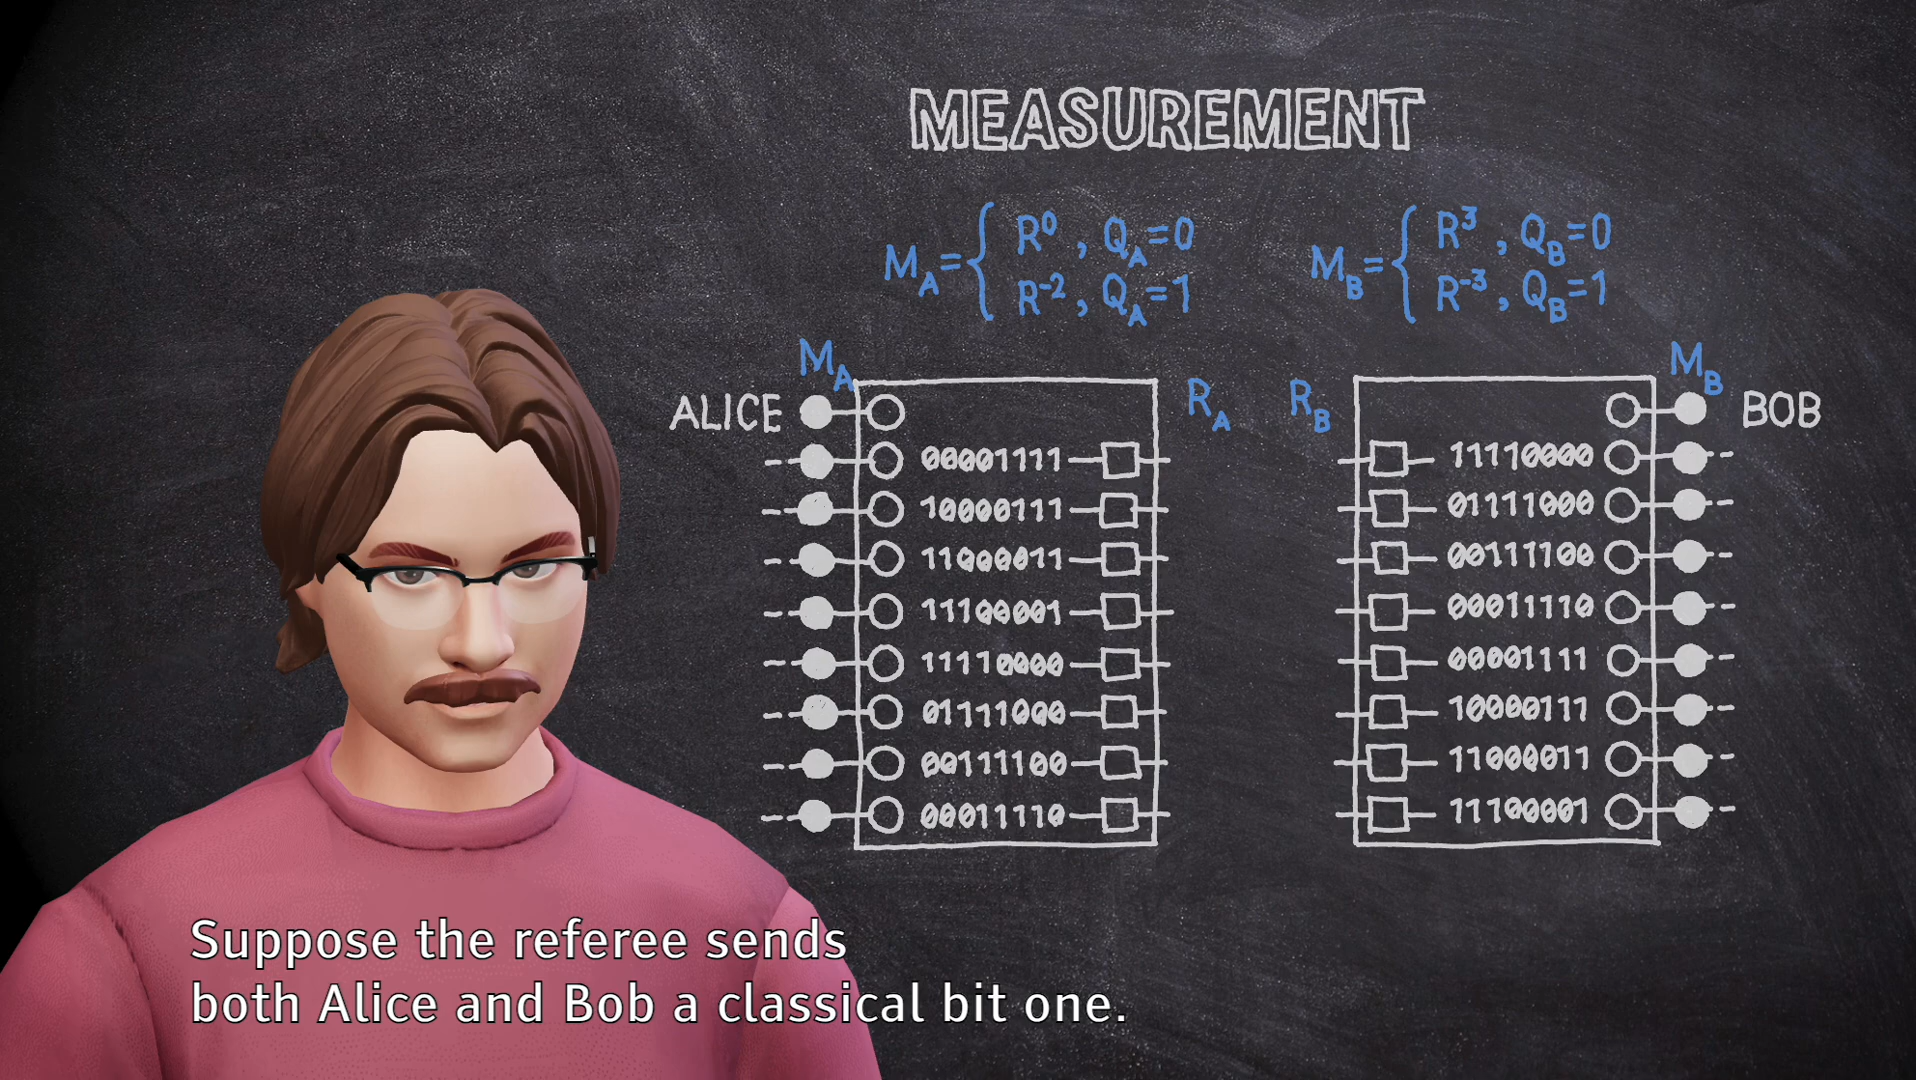 MEASUREMENT
M_A = { R^0 , Q_A=0
R^-2 , Q_A=1
M_B = { R^3 , Q_B=0
R^-3 , Q_B=1
M_A
M_B
ALICE
R_A
R_B
BOB
00001111
11110000
10000111
01111000
11000011
00111100
11100001
00011110
11110000
00001111
01111000
10000111
00111100
11000011
00011110
11100001
Suppose the referee sends
both Alice and Bob a classical bit one.